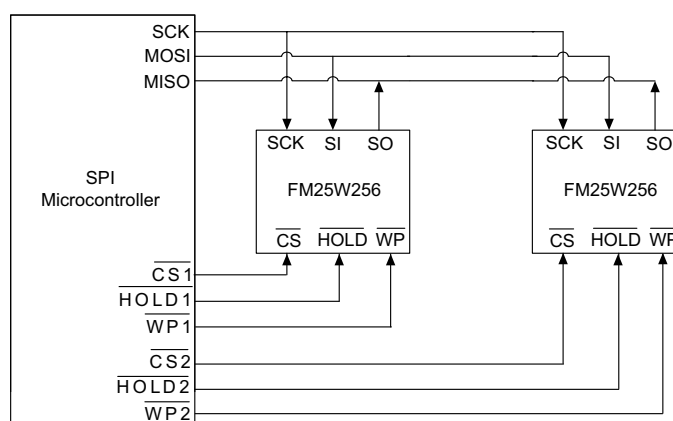 SCK
MOSI
MISO
SCK SI SO
SCK SI SO
SPI
Microcontroller
FM25W256
FM25W256
CS HOLD WP
CS HOLD WP
CS1
HOLD1
WP1
CS2
HOLD2
WP2